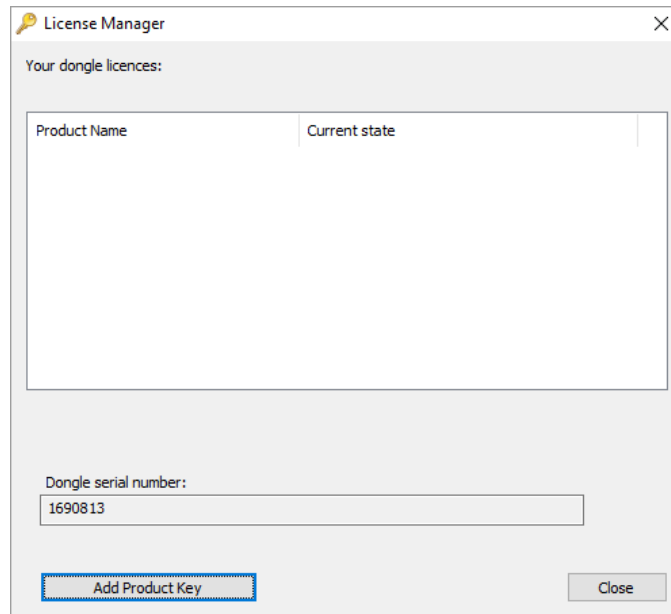 License Manager
Your dongle licences:
Product Name Current state
Dongle serial number:
1690813
Add Product Key Close